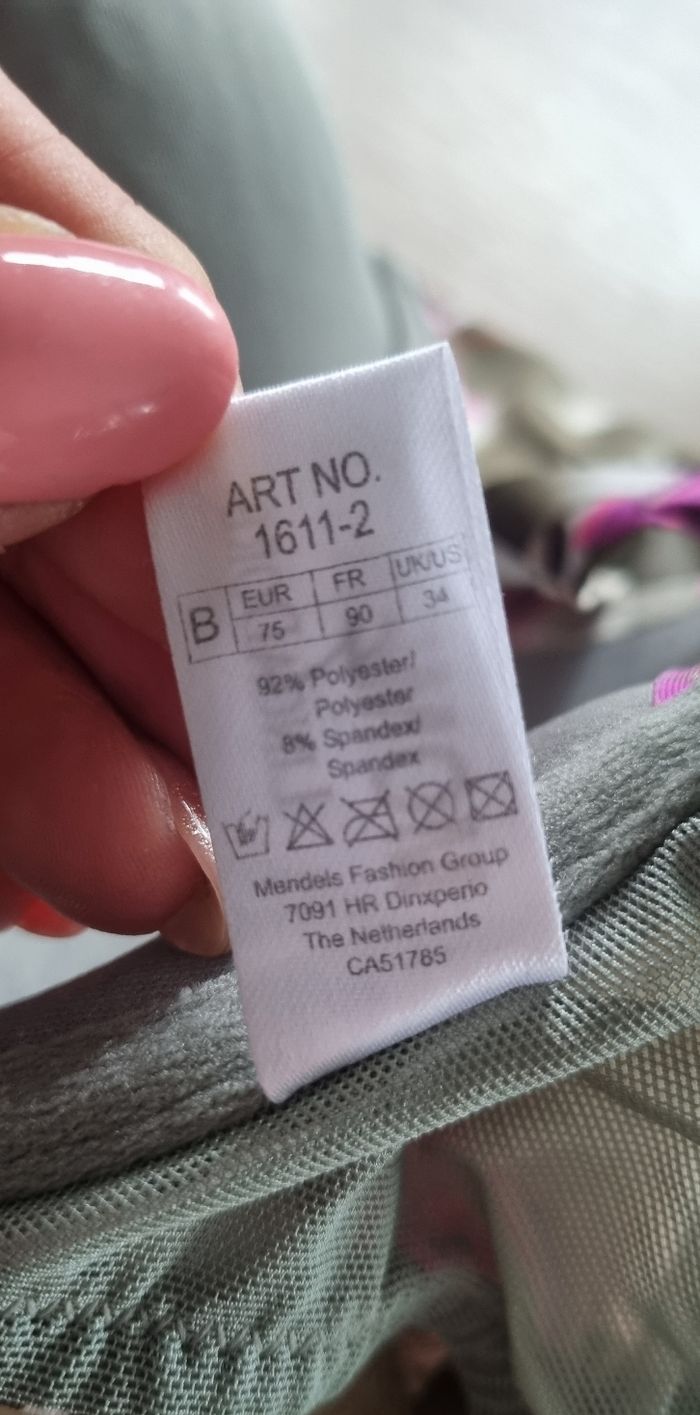 ART NO.
1611-2
B EUR FR UK/US
75 90 34
92% Polyester/
Polyester
8% Spandex/
Spandex
Mendels Fashion Group
7091 HR Dinxperlo
The Netherlands
CA51785